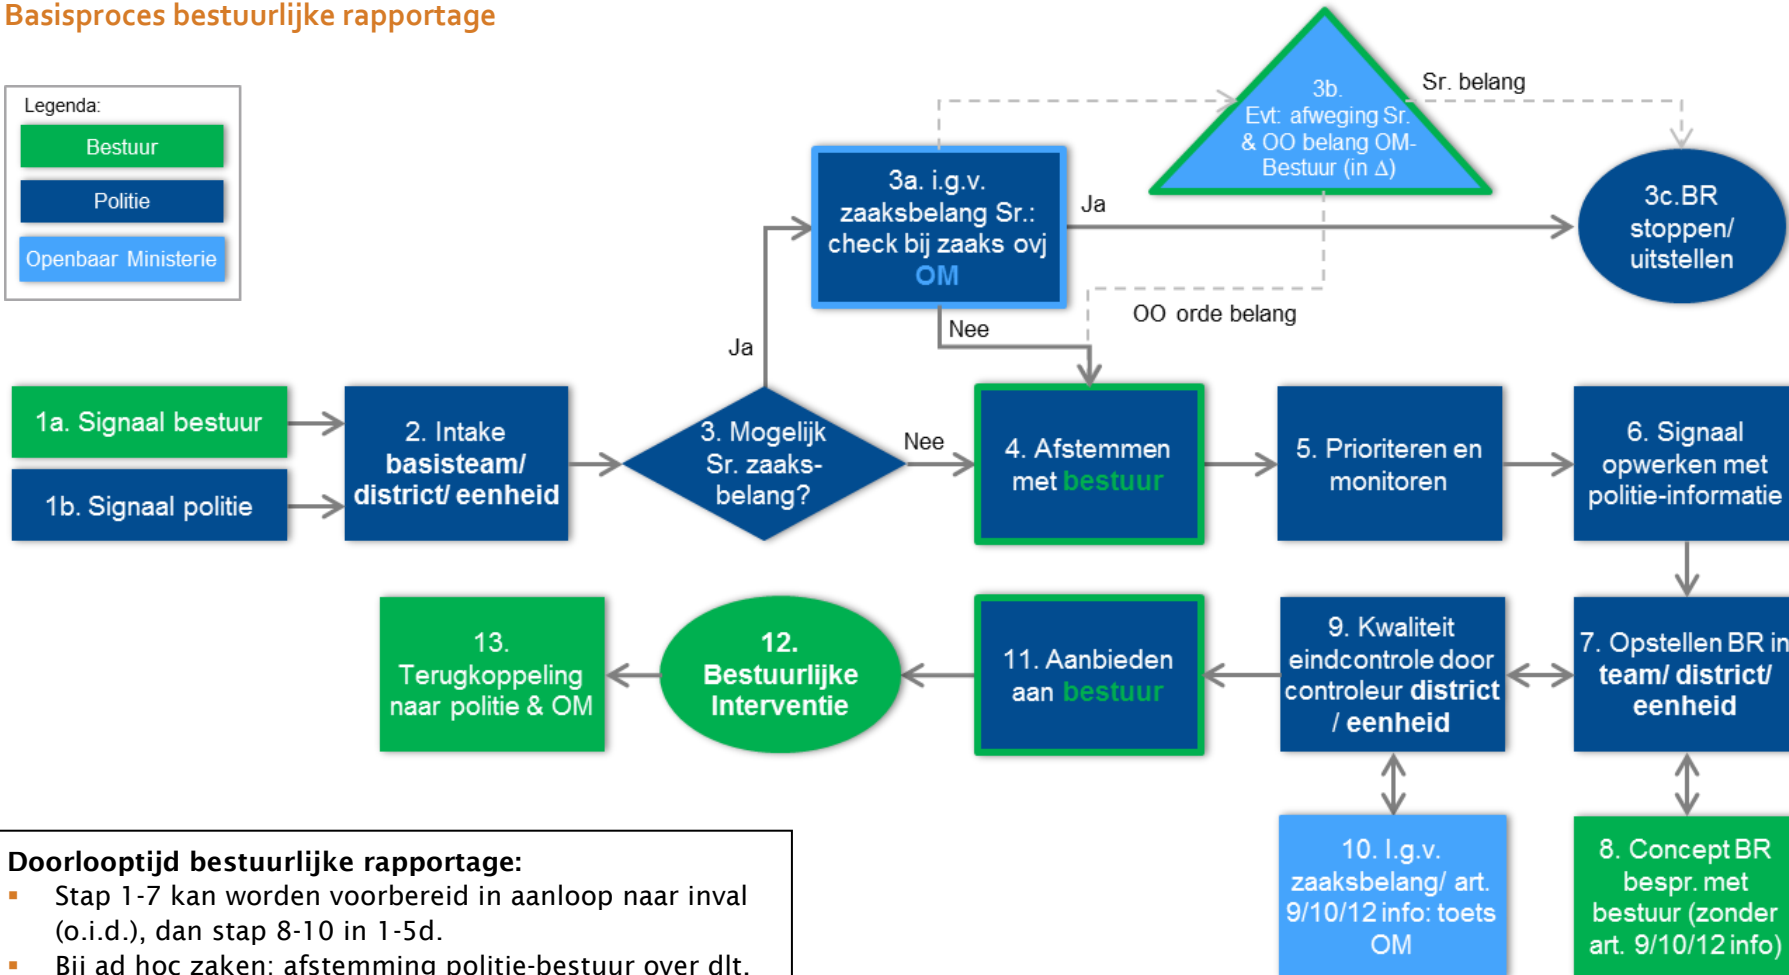 Basisproces bestuurlijke rapportage
Legenda:
Bestuur
Politie
Openbaar Ministerie
3b.
Evt: afweging Sr.
& OO belang OM-
Bestuur (in Δ)
Sr. belang
3a. i.g.v.
zaaksbelang Sr.:
check bij zaaks ovj
OM
Ja
3c.BR
stoppen/
uitstellen
OO orde belang
Nee
Ja
1a. Signaal bestuur
1b. Signaal politie
2. Intake
basisteam/
district/ eenheid
3. Mogelijk
Sr. zaaks-
belang?
Nee
4. Afstemmen
met bestuur
5. Prioriteren en
monitoren
6. Signaal
opwerken met
politie-informatie
7. Opstellen BR in
team/ district/
eenheid
9. Kwaliteit
eindcontrole door
controleur district
/ eenheid
11. Aanbieden
aan bestuur
12.
Bestuurlijke
Interventie
13.
Terugkoppeling
naar politie & OM
10. I.g.v.
zaaksbelang/ art.
9/10/12 info: toets
OM
8. Concept BR
bespr. met
bestuur (zonder
art. 9/10/12 info)
Doorlooptijd bestuurlijke rapportage:
▪ Stap 1-7 kan worden voorbereid in aanloop naar inval
(o.i.d.), dan stap 8-10 in 1-5d.
▪ Bij ad hoc zaken: afstemming politie-bestuur over dlt.